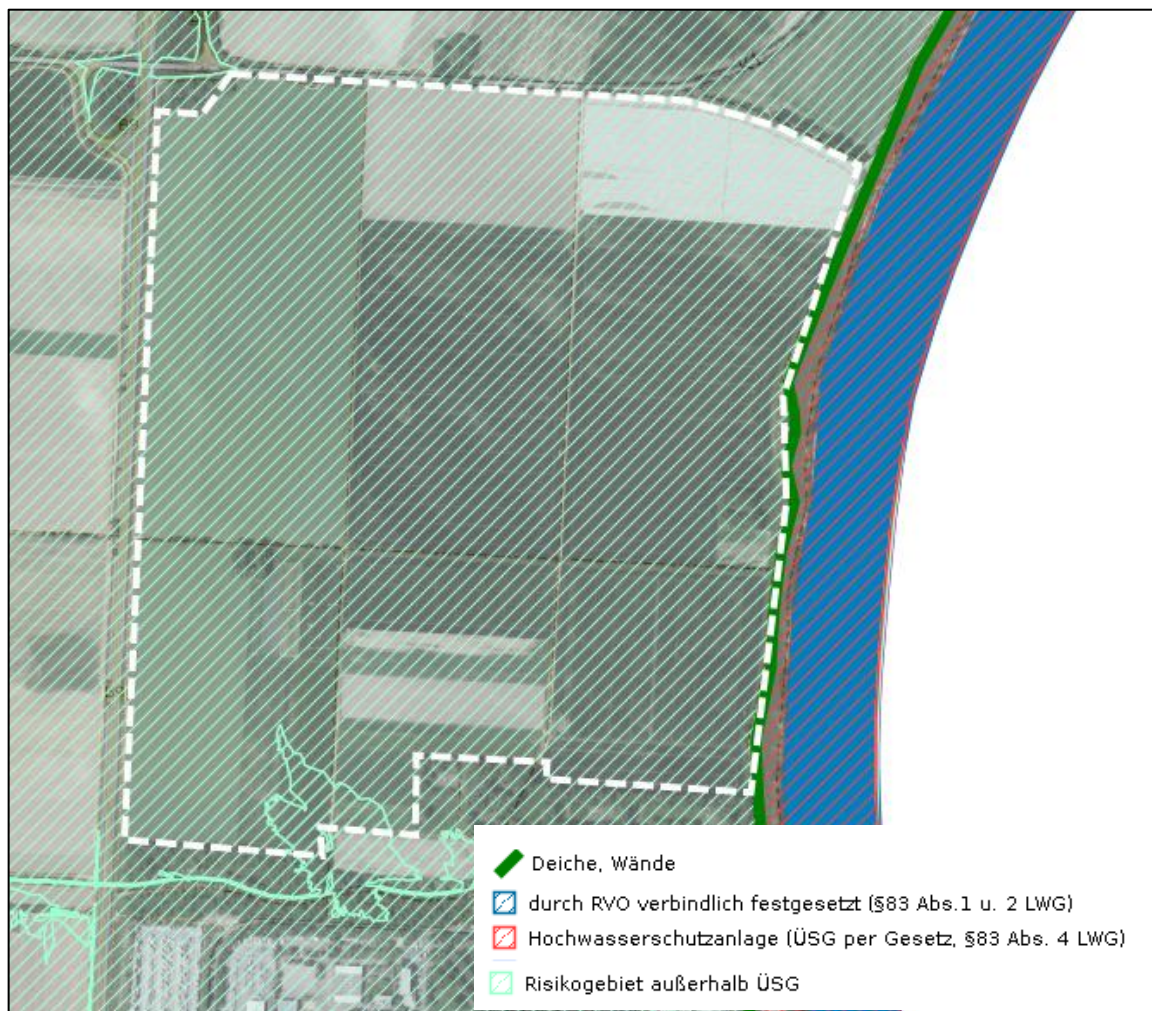 Deiche, Wände
durch RVO verbindlich festgesetzt (§83 Abs.1 u. 2 LWG)
Hochwasserschutzanlage (ÜSG per Gesetz, §83 Abs. 4 LWG)
Risikogebiet außerhalb ÜSG